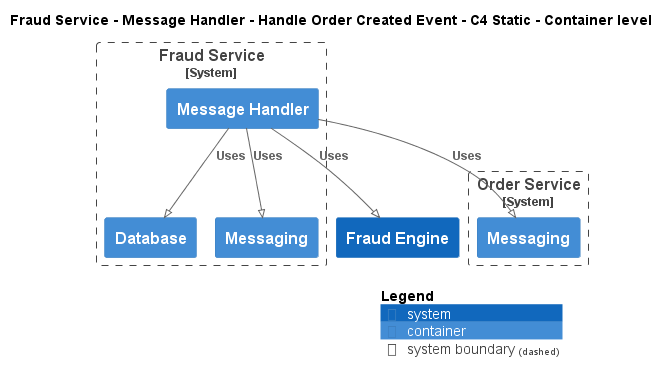 Fraud Service - Message Handler - Handle Order Created Event - C4 Static - Container level
Fraud Service
[System]
Message Handler
Uses
Uses
Uses
Uses
Order Service
[System]
Database
Messaging
Fraud Engine
Messaging
Legend
system
container
system boundary (dashed)